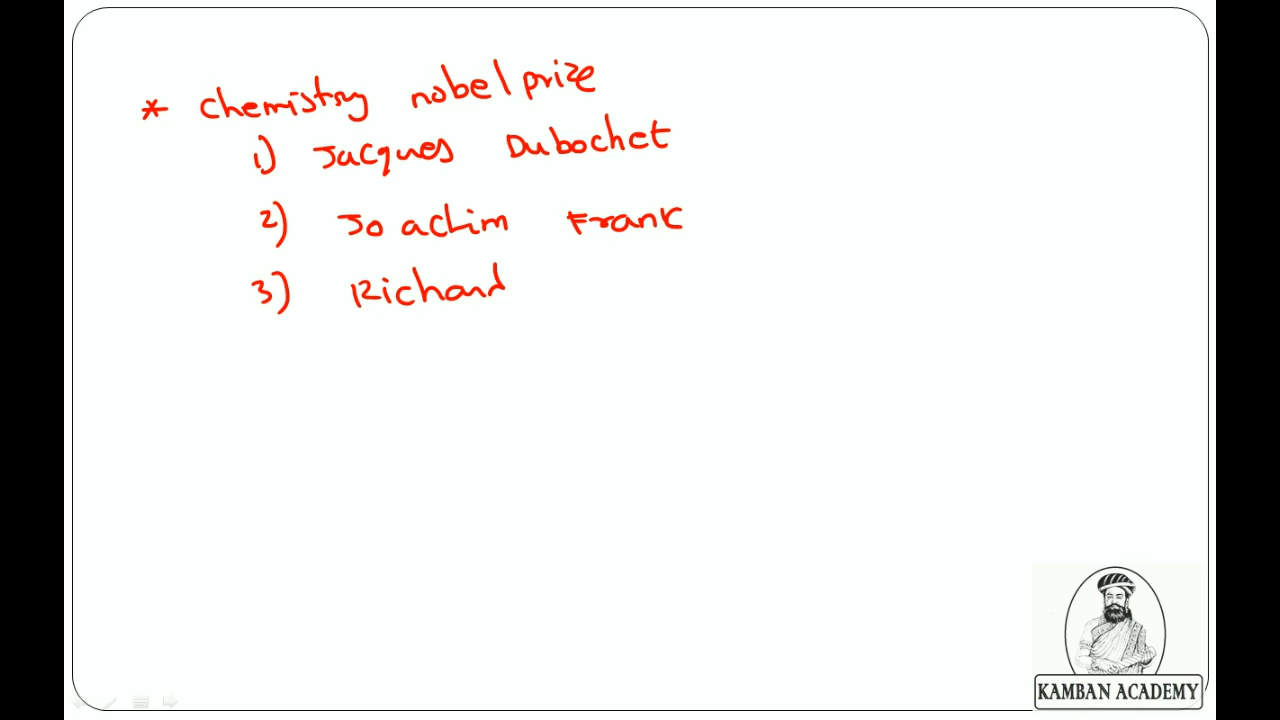 * Chemistry nobel prize
1) Jacques Dubochet
2) Joachim Frank
3) Richard
KAMBAN ACADEMY